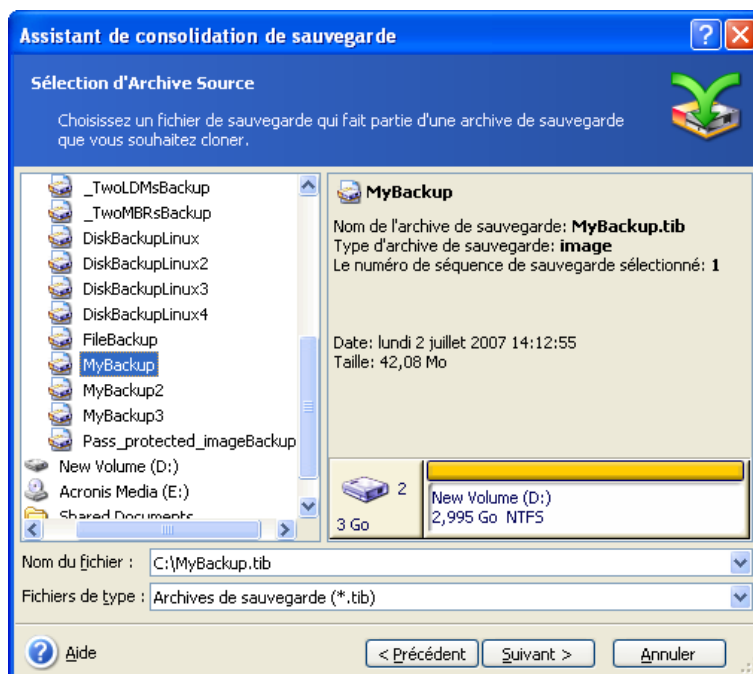 Assistant de consolidation de sauvegarde
Sélection d'Archive Source
Choisissez un fichier de sauvegarde qui fait partie d'une archive de sauvegarde
que vous souhaitez cloner.
_TwoLDMsBackup
_TwoMBRsBackup
DiskBackupLinux
DiskBackupLinux2
DiskBackupLinux3
DiskBackupLinux4
FileBackup
MyBackup
MyBackup2
MyBackup3
Pass_protected_imageBackup
New Volume (D:)
Acronis Media (E:)
Shared Documents
MyBackup
Nom de l'archive de sauvegarde: MyBackup.tib
Type d'archive de sauvegarde: image
Le numéro de séquence de sauvegarde sélectionné: 1
Date: lundi 2 juillet 2007 14:12:55
Taille: 42,08 Mo
2
3 Go
New Volume (D:)
2,995 Go NTFS
Nom du fichier : C:\MyBackup.tib
Fichiers de type : Archives de sauvegarde (*.tib)
Aide
< Précédent
Suivant >
Annuler